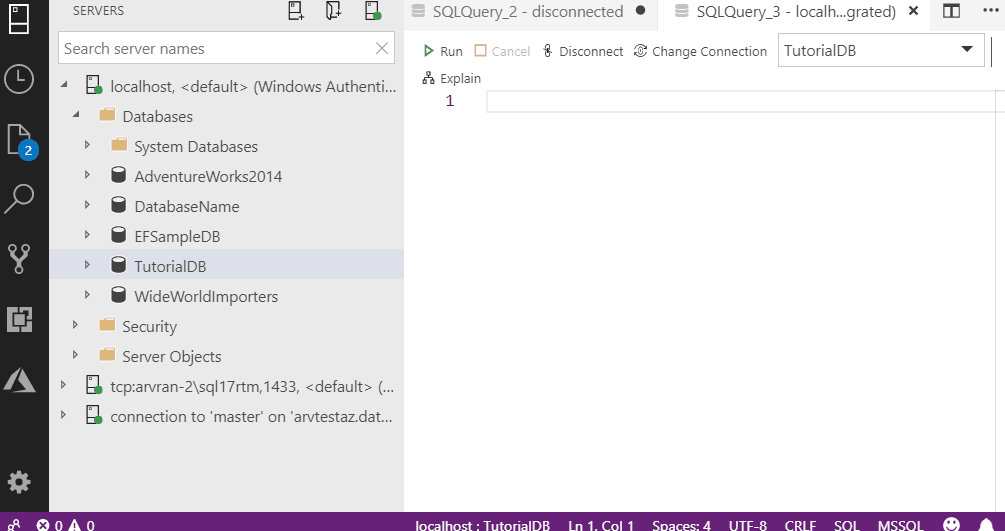 SERVERS
SQLQuery_2 - disconnected
SQLQuery_3 - localh...grated)
Search server names
Run Cancel Disconnect Change Connection TutorialDB
Explain
1
localhost, <default> (Windows Authenti...
Databases
System Databases
AdventureWorks2014
DatabaseName
EFSampleDB
TutorialDB
WideWorldImporters
Security
Server Objects
tcp:arvran-2\sql17rtm,1433, <default> (...
connection to 'master' on 'arvtestaz.dat...
2
0 0 localhost : TutorialDB Ln 1, Col 1 Spaces: 4 UTF-8 CRLF SQL MSSQL